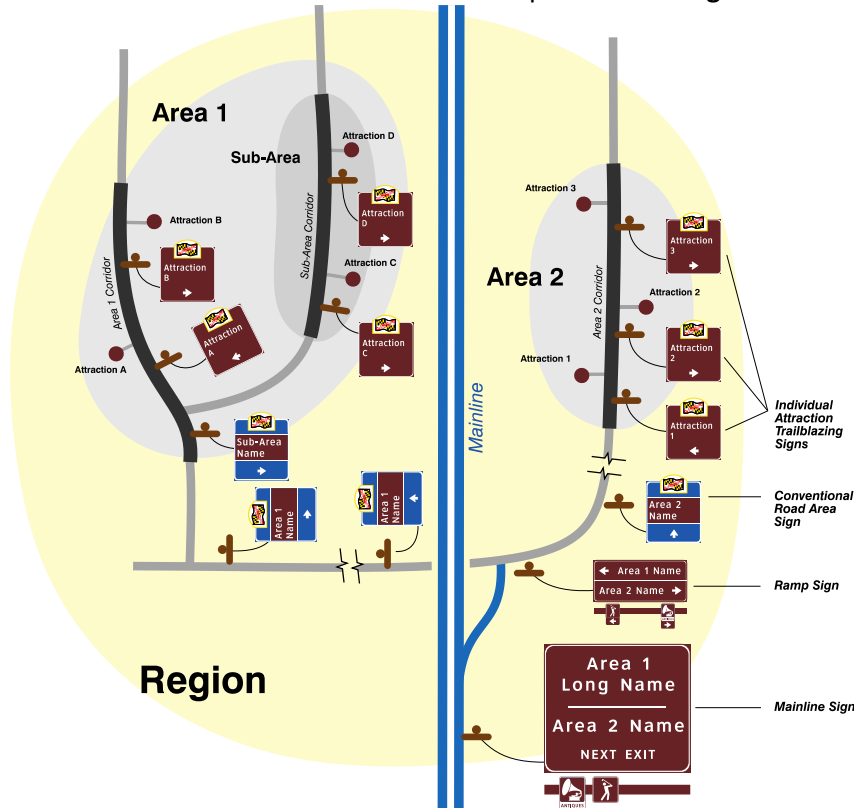 Area 1
Sub-Area
Attraction D
Attraction
D
Sub-Area Corridor
Attraction B
Attraction
B
Area 1 Corridor
Attraction C
Attraction
C
Attraction
A
Attraction A
Sub-Area
Name
Area 1
Name
Area 1
Name
Mainline
Attraction 3
Attraction
3
Area 2
Area 2 Corridor
Attraction 2
Attraction
2
Attraction 1
Attraction
1
Individual
Attraction
Trailblazing
Signs
Area 2
Name
Conventional
Road Area
Sign
Area 1 Name
Area 2 Name
Ramp Sign
ANTIQUES
Region
Area 1
Long Name
Area 2 Name
NEXT EXIT
Mainline Sign
ANTIQUES